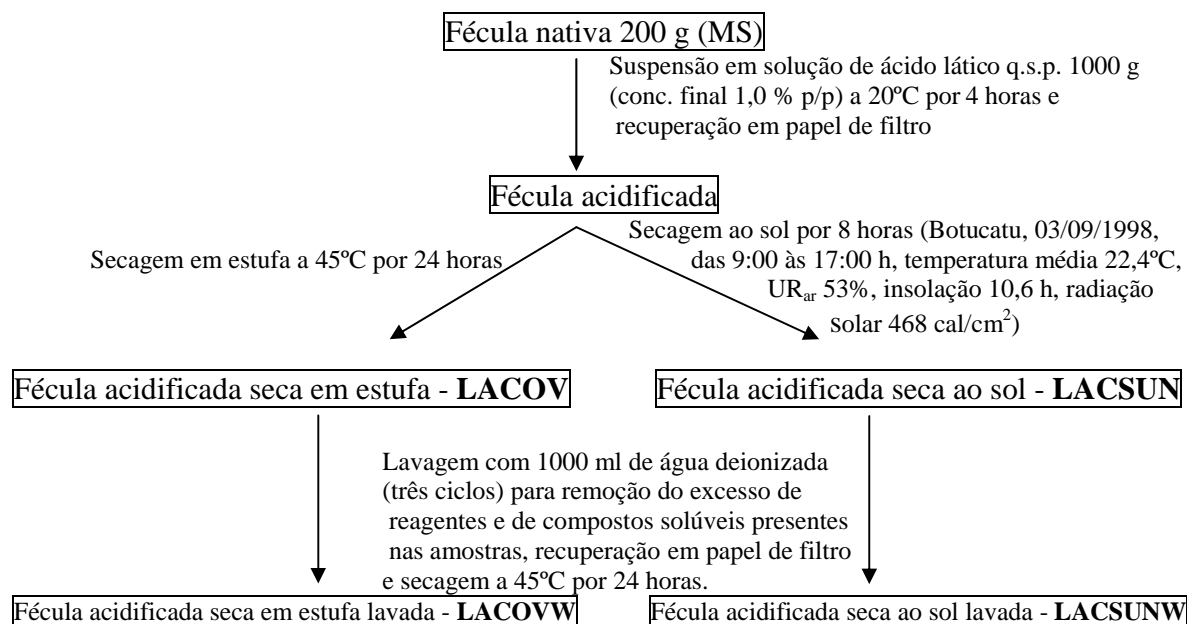 Fécula nativa 200 g (MS)
Suspensão em solução de ácido lático q.s.p. 1000 g
(conc. final 1,0 % p/p) a 20ºC por 4 horas e
recuperação em papel de filtro
Fécula acidificada
Secagem em estufa a 45ºC por 24 horas
Secagem ao sol por 8 horas (Botucatu, 03/09/1998,
das 9:00 às 17:00 h, temperatura média 22,4ºC,
URar 53%, insolação 10,6 h, radiação
solar 468 cal/cm²)
Fécula acidificada seca em estufa - LACOV
Fécula acidificada seca ao sol - LACSUN
Lavagem com 1000 ml de água deionizada
(três ciclos) para remoção do excesso de
reagentes e de compostos solúveis presentes
nas amostras, recuperação em papel de filtro
e secagem a 45ºC por 24 horas.
Fécula acidificada seca em estufa lavada - LACOVW
Fécula acidificada seca ao sol lavada - LACSUNW